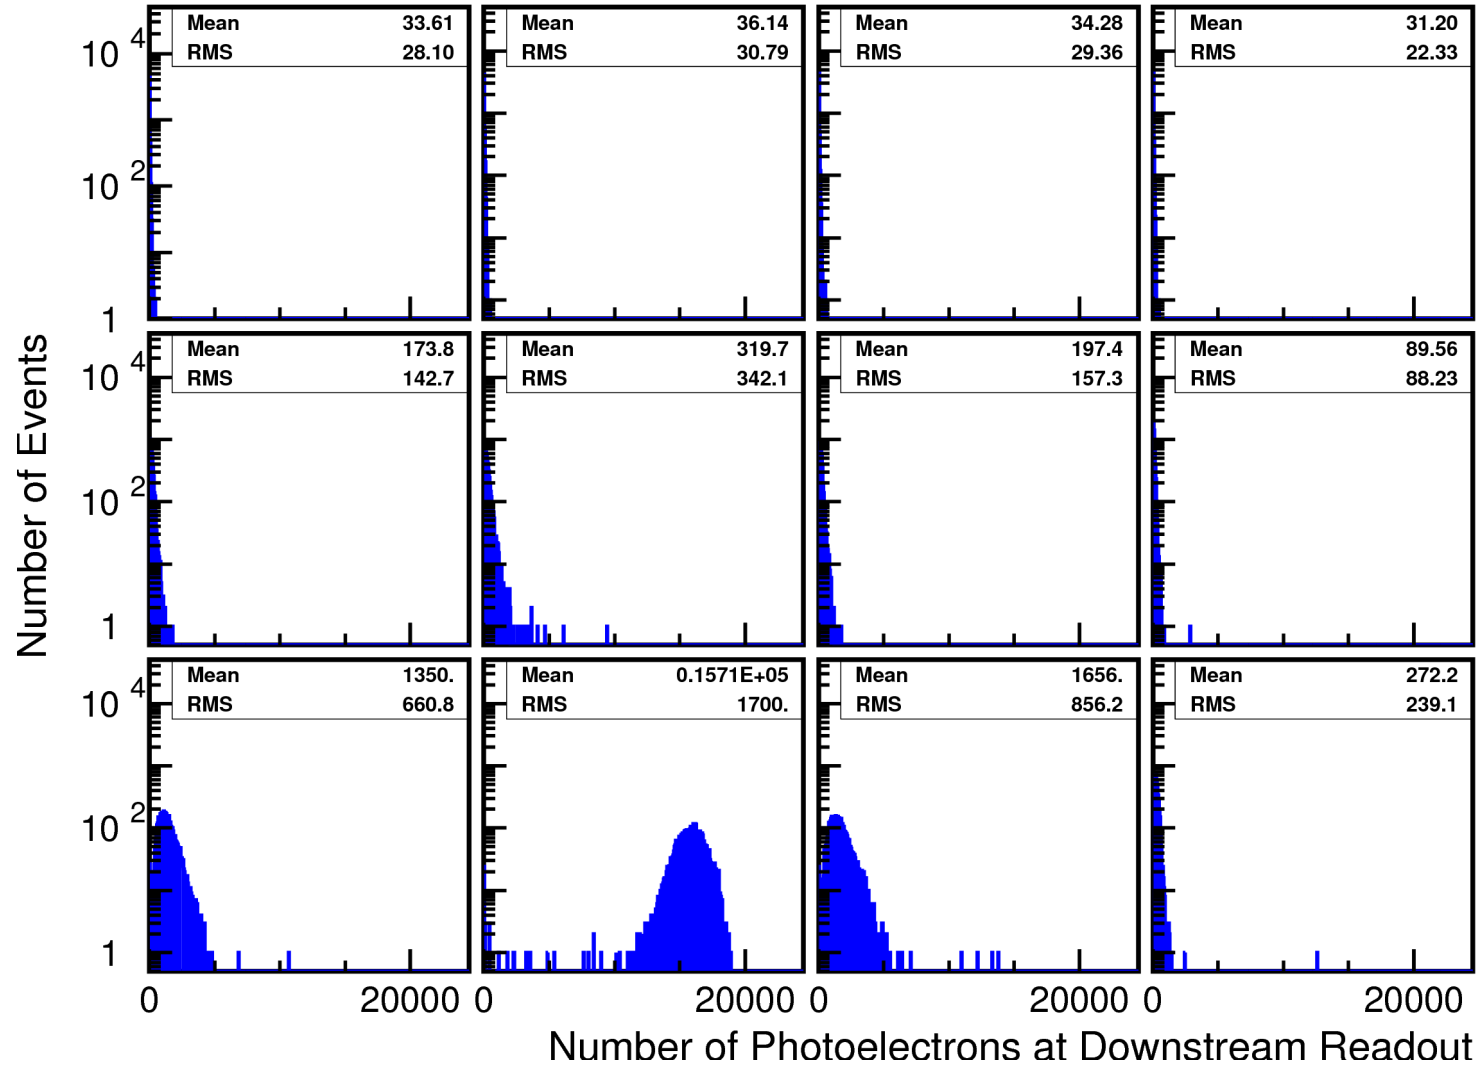 Mean 33.61 Mean 36.14 Mean 34.28 Mean 31.20
RMS 28.10 RMS 30.79 RMS 29.36 RMS 22.33
10 4
10 2
1
Mean 173.8 Mean 319.7 Mean 197.4 Mean 89.56
RMS 142.7 RMS 342.1 RMS 157.3 RMS 88.23
10 4
10 2
1
Number of Events
Mean 1350. Mean 0.1571E+05 Mean 1656. Mean 272.2
RMS 660.8 RMS 1700. RMS 856.2 RMS 239.1
10 4
10 2
1
0 20000 0 20000 0 20000 0 20000
Number of Photoelectrons at Downstream Readout